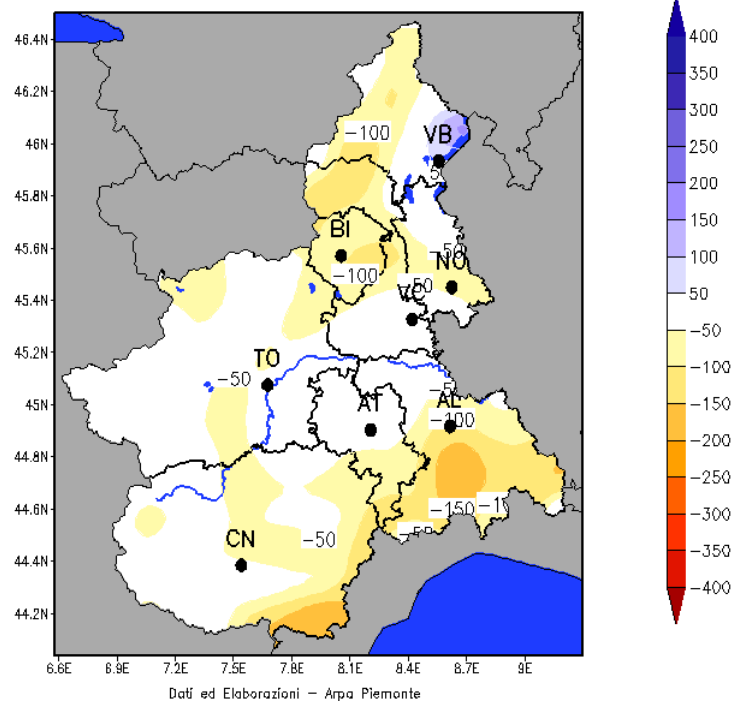 46.4N
46.2N
46N
45.8N
45.6N
45.4N
45.2N
45N
44.8N
44.6N
44.4N
44.2N
6.6E 6.9E 7.2E 7.5E 7.8E 8.1E 8.4E 8.7E 9E
-100
VB
BI
-100
-50
NO
-50
VC
TO
-50
AT
AL
-100
-150
CN
-50
-50
400
350
300
250
200
150
100
50
-50
-100
-150
-200
-250
-300
-350
-400
Dati ed Elaborazioni - Arpa Piemonte